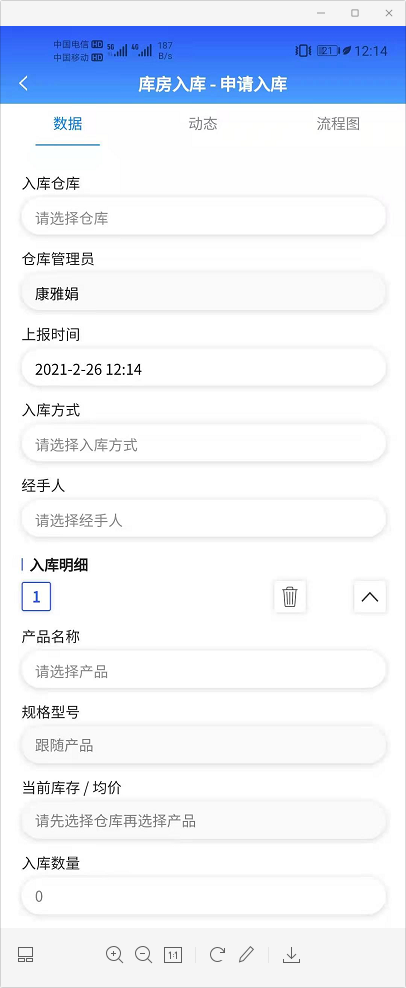 中国电信 HD 5G 4G 187 21 12:14
中国移动 HD B/s
库房入库 - 申请入库
数据 动态 流程图
入库仓库
请选择仓库
仓库管理员
康雅娟
上报时间
2021-2-26 12:14
入库方式
请选择入库方式
经手人
请选择经手人
入库明细
1
产品名称
请选择产品
规格型号
跟随产品
当前库存 / 均价
请先选择仓库再选择产品
入库数量
0
1:1